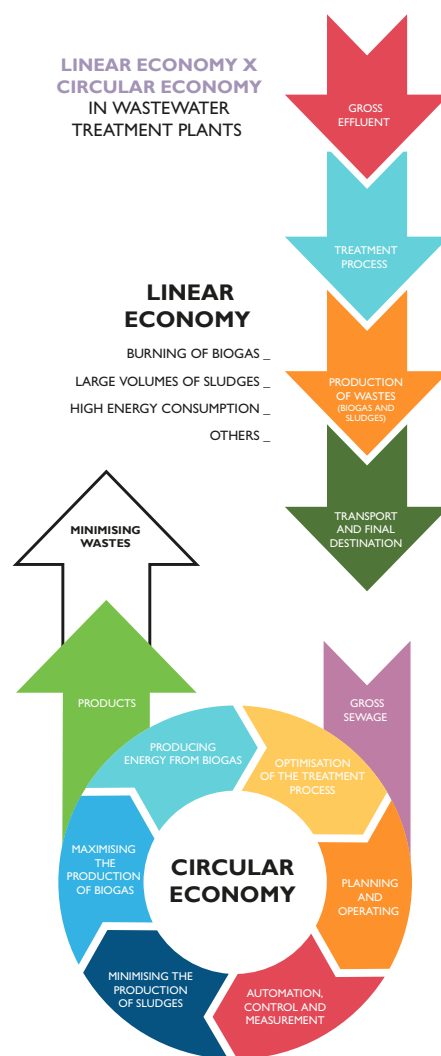 LINEAR ECONOMY X
CIRCULAR ECONOMY
IN WASTEWATER
TREATMENT PLANTS
GROSS
EFFLUENT
TREATMENT
PROCESS
LINEAR
ECONOMY
BURNING OF BIOGAS _
LARGE VOLUMES OF SLUDGES _
HIGH ENERGY CONSUMPTION _
OTHERS _
PRODUCTION
OF WASTES
(BIOGAS AND
SLUDGES)
TRANSPORT
AND FINAL
DESTINATION
MINIMISING
WASTES
PRODUCTS
GROSS
SEWAGE
PRODUCING
ENERGY FROM BIOGAS
OPTIMISATION
OF THE TREATMENT
PROCESS
MAXIMISING
THE
PRODUCTION
OF BIOGAS
CIRCULAR
ECONOMY
PLANNING
AND
OPERATING
MINIMISING THE
PRODUCTION
OF SLUDGES
AUTOMATION,
CONTROL AND
MEASUREMENT